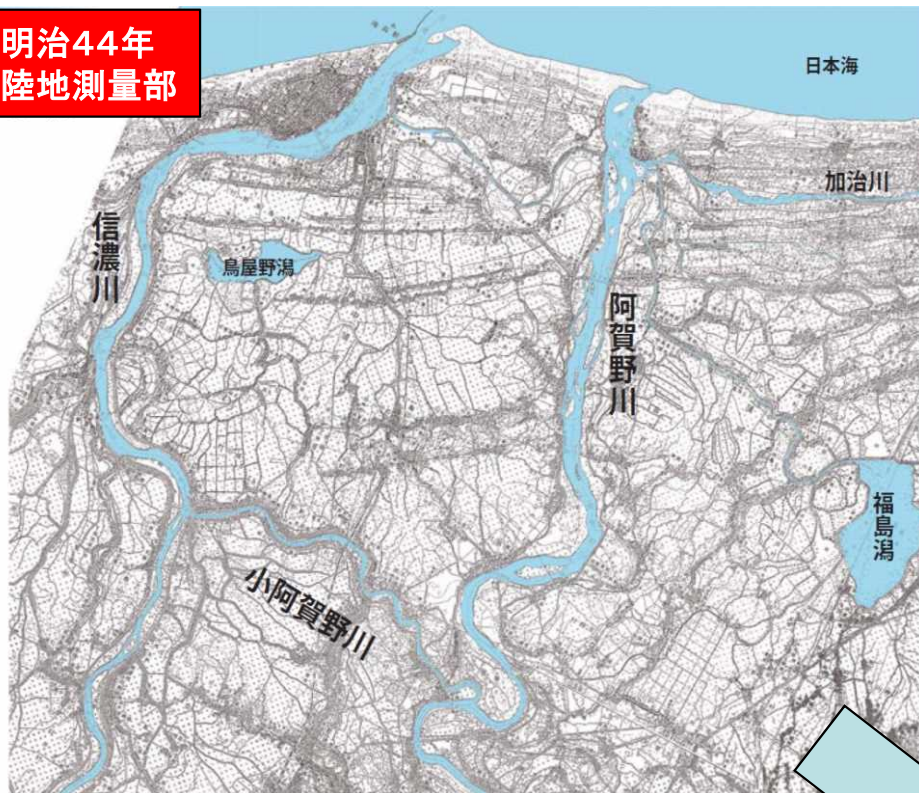 明治44年
陸地測量部
日本海
加治川
信濃川
鳥屋野潟
阿賀野川
福島潟
小阿賀野川